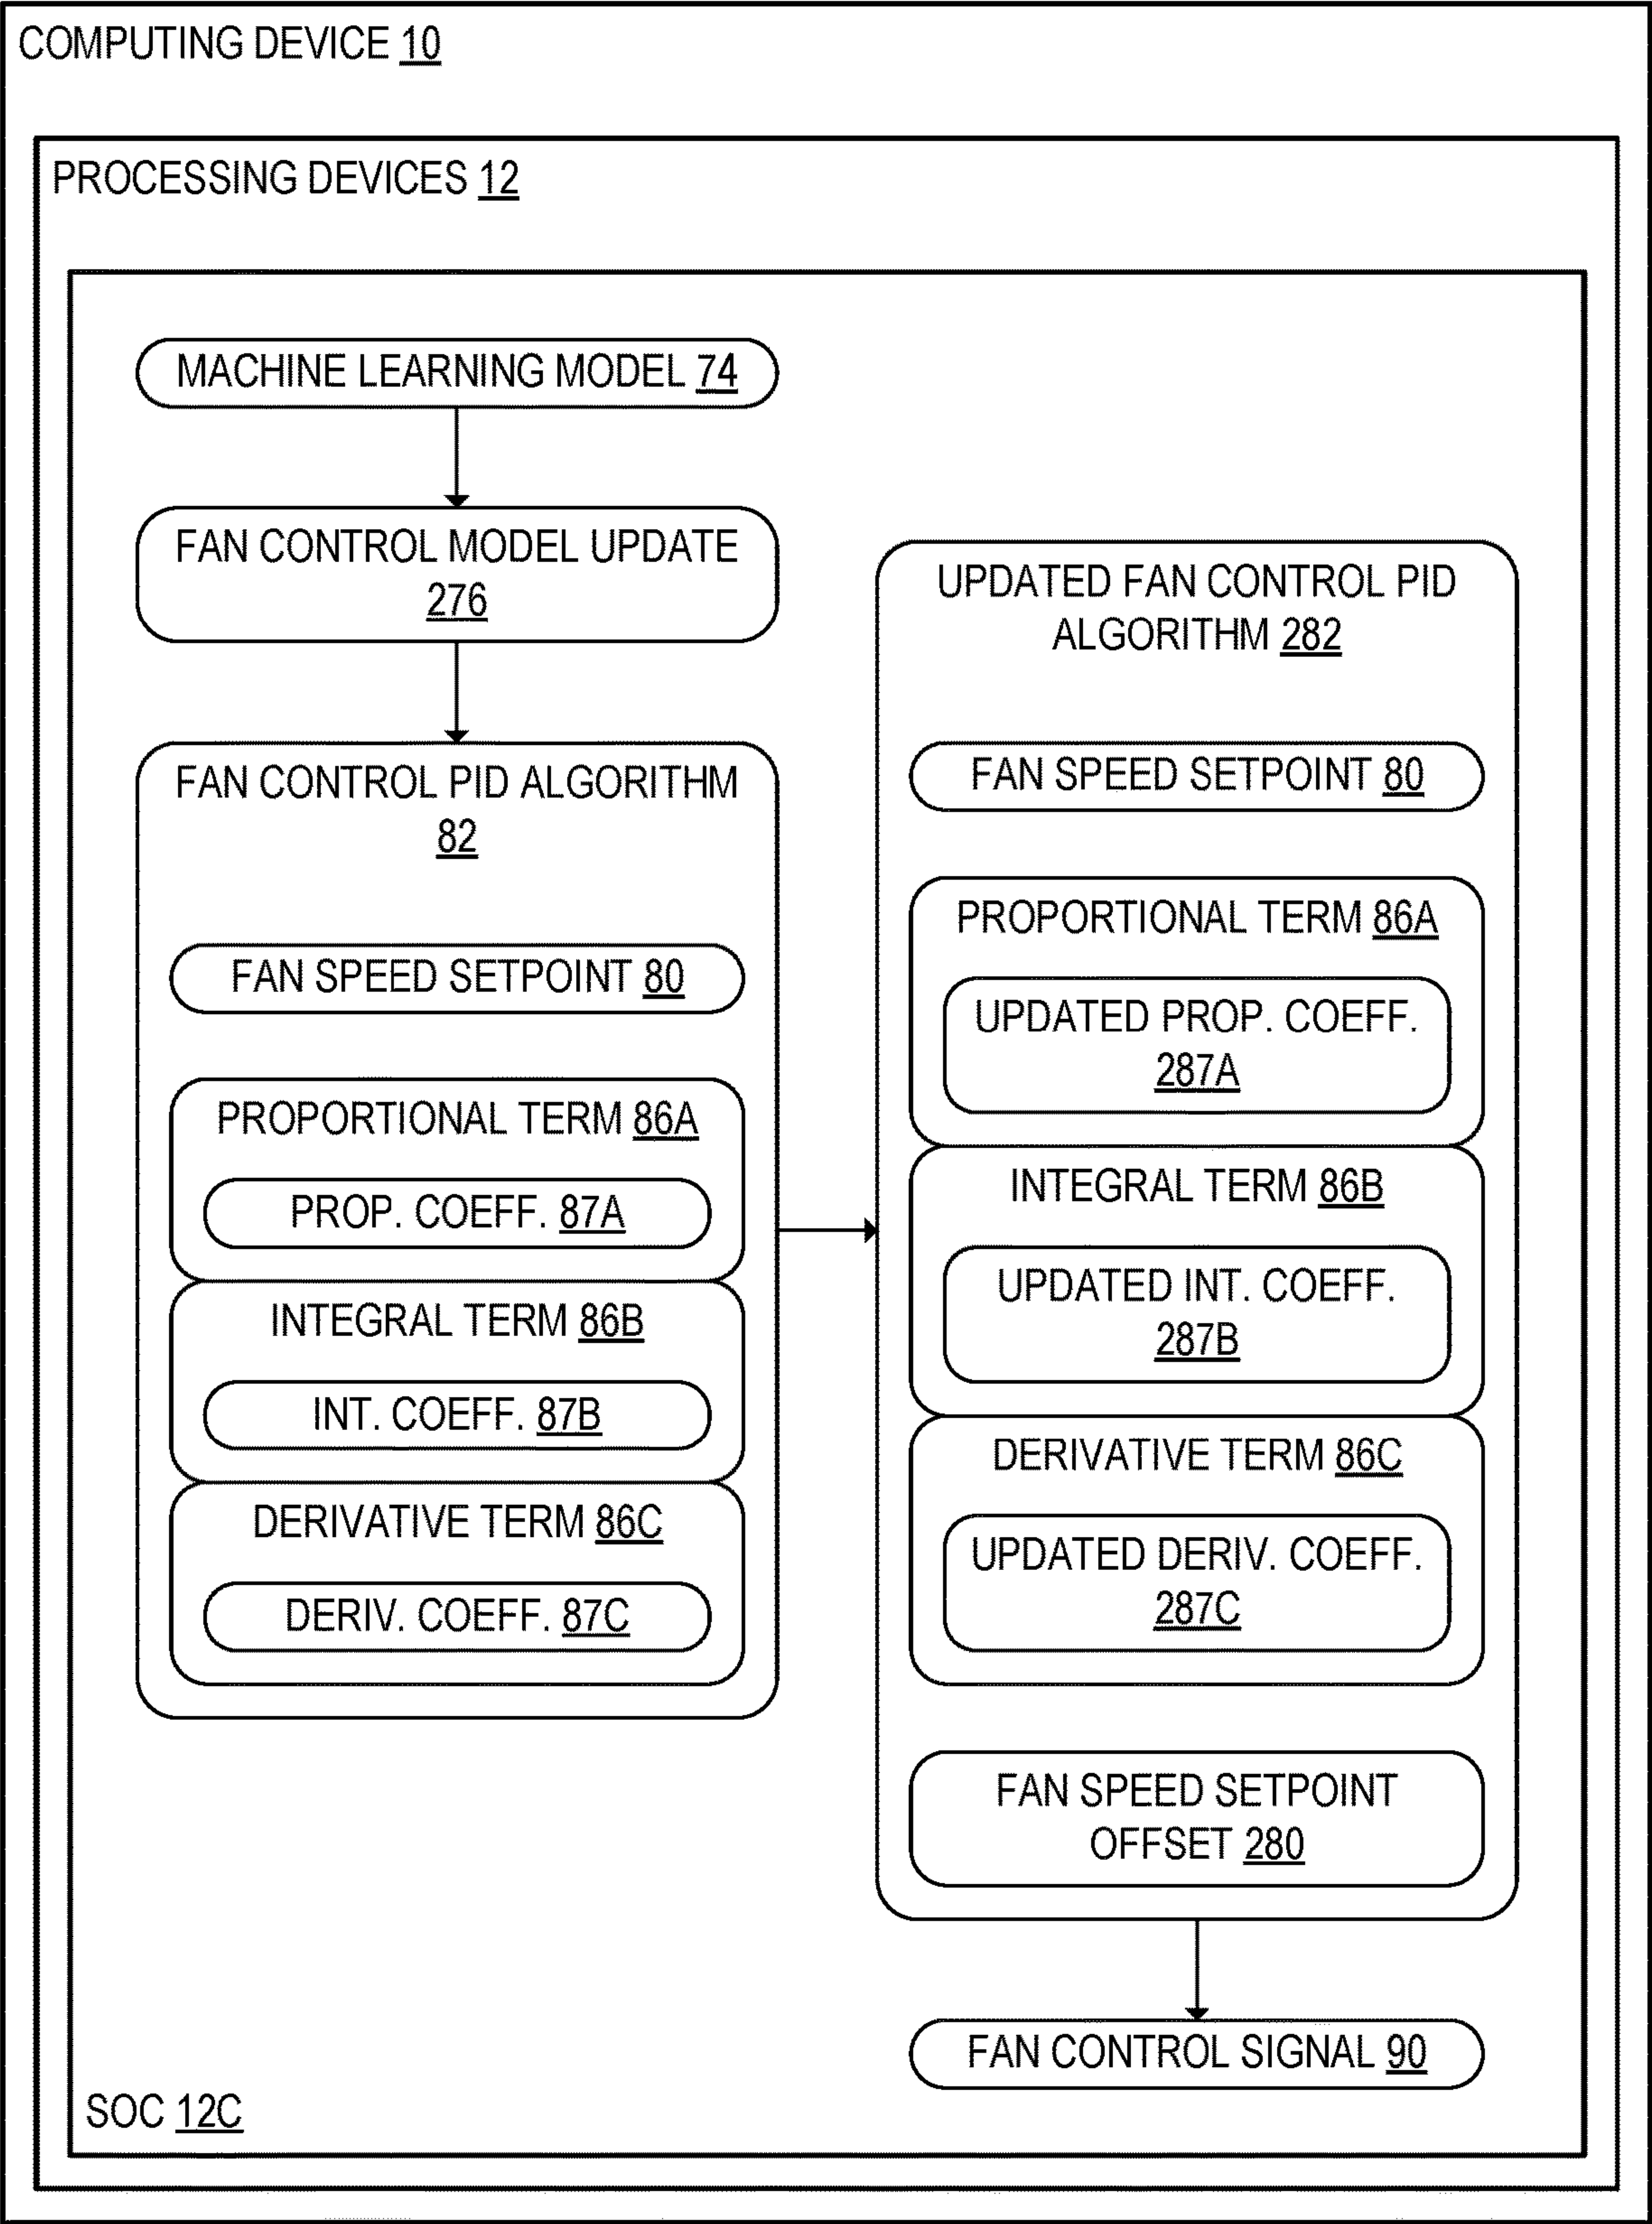 COMPUTING DEVICE 10
PROCESSING DEVICES 12
MACHINE LEARNING MODEL 74
FAN CONTROL MODEL UPDATE
276
FAN CONTROL PID ALGORITHM
82
FAN SPEED SETPOINT 80
PROPORTIONAL TERM 86A
PROP. COEFF. 87A
INTEGRAL TERM 86B
INT. COEFF. 87B
DERIVATIVE TERM 86C
DERIV. COEFF. 87C
UPDATED FAN CONTROL PID
ALGORITHM 282
FAN SPEED SETPOINT 80
PROPORTIONAL TERM 86A
UPDATED PROP. COEFF.
287A
INTEGRAL TERM 86B
UPDATED INT. COEFF.
287B
DERIVATIVE TERM 86C
UPDATED DERIV. COEFF.
287C
FAN SPEED SETPOINT
OFFSET 280
FAN CONTROL SIGNAL 90
SOC 12C